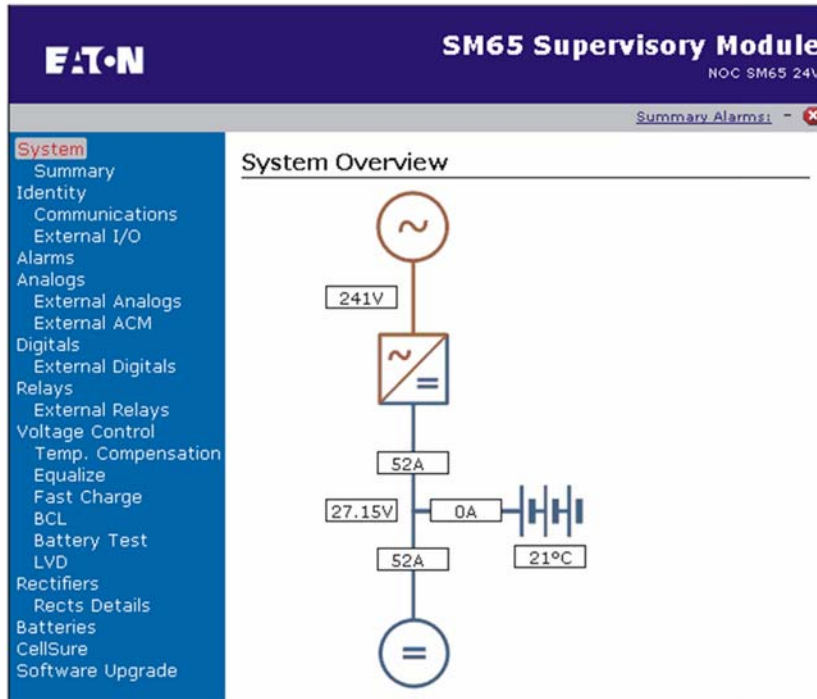 EATON
SM65 Supervisory Module
NOC SM65 24V
Summary Alarms: -
System
Summary
Identity
Communications
External I/O
Alarms
Analogs
External Analogs
External ACM
Digitals
External Digitals
Relays
External Relays
Voltage Control
Temp. Compensation
Equalize
Fast Charge
BCL
Battery Test
LVD
Rectifiers
Rects Details
Batteries
CellSure
Software Upgrade
System Overview
241V
52A
27.15V
0A
52A
21°C